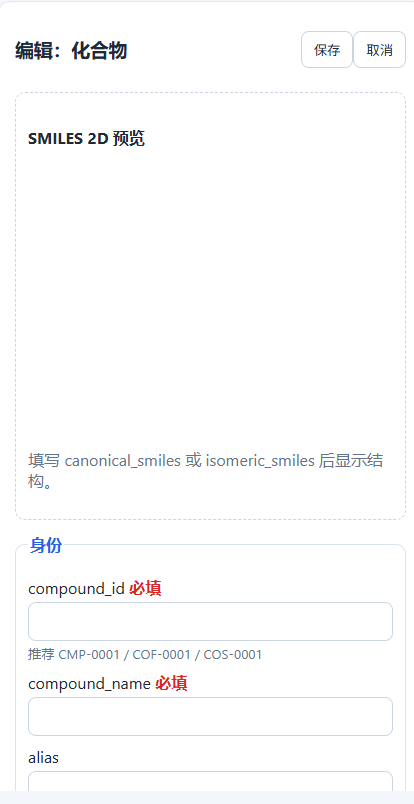 编辑：化合物
保存
取消
SMILES 2D 预览
填写 canonical_smiles 或 isomeric_smiles 后显示结
构。
身份
compound_id 必填
推荐 CMP-0001 / COF-0001 / COS-0001
compound_name 必填
alias